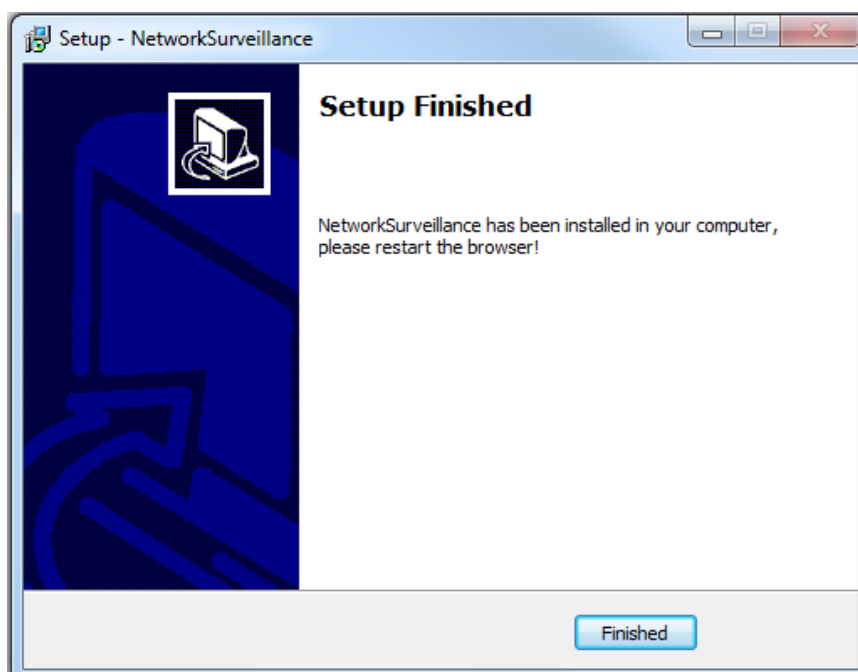 Setup - NetworkSurveillance
Setup Finished
NetworkSurveillance has been installed in your computer,
please restart the browser!
Finished